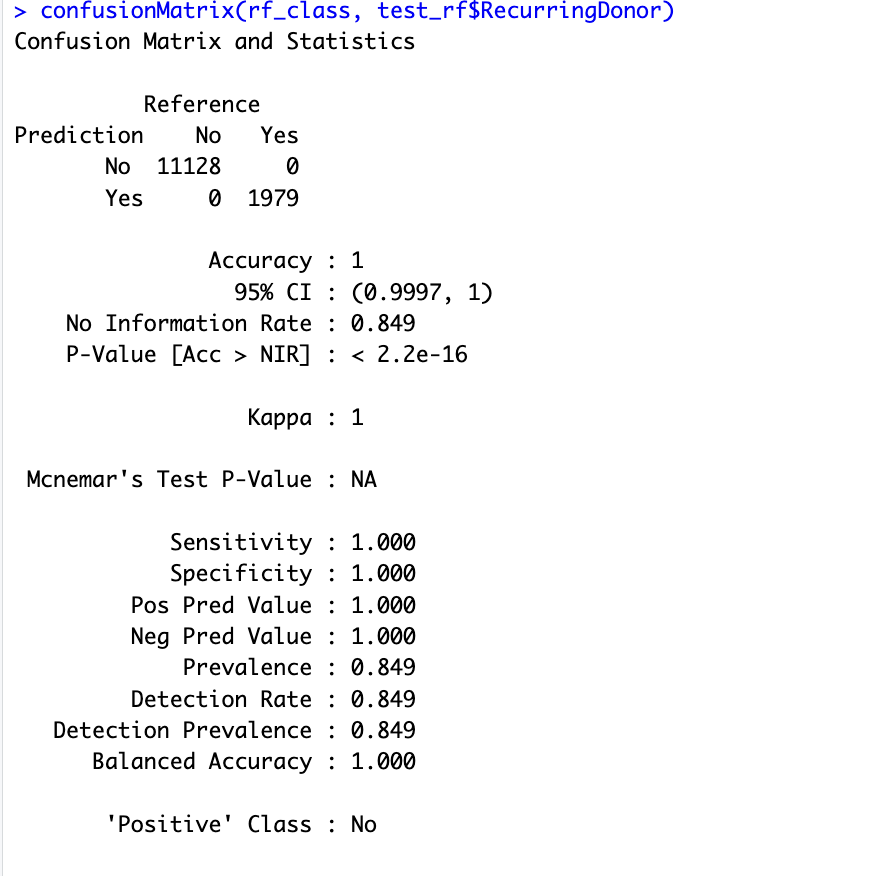 > confusionMatrix(rf_class, test_rf$RecurringDonor)
Confusion Matrix and Statistics
Reference
Prediction No Yes
No 11128 0
Yes 0 1979
Accuracy : 1
95% CI : (0.9997, 1)
No Information Rate : 0.849
P-Value [Acc > NIR] : < 2.2e-16
Kappa : 1
Mcnemar's Test P-Value : NA
Sensitivity : 1.000
Specificity : 1.000
Pos Pred Value : 1.000
Neg Pred Value : 1.000
Prevalence : 0.849
Detection Rate : 0.849
Detection Prevalence : 0.849
Balanced Accuracy : 1.000
'Positive' Class : No